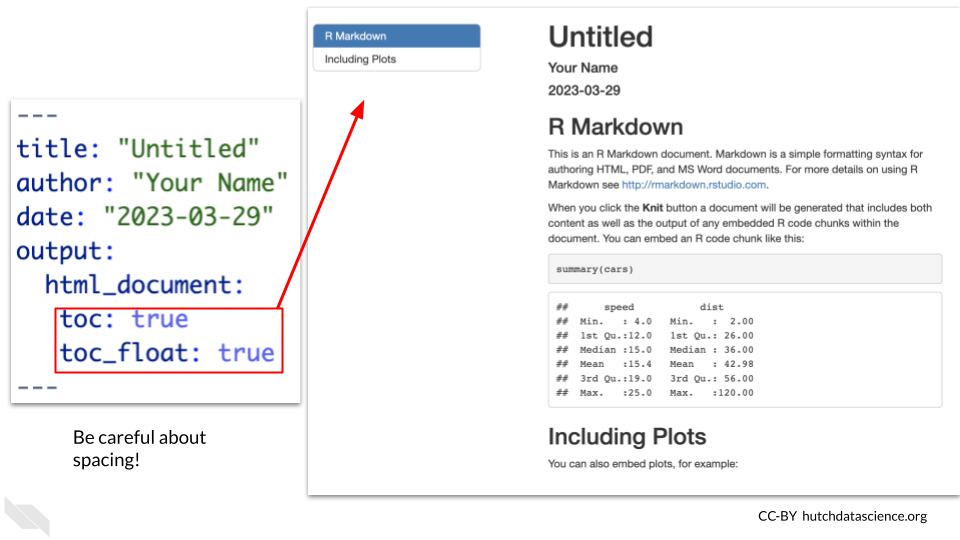 ---
title: "Untitled"
author: "Your Name"
date: "2023-03-29"
output:
  html_document:
   toc: true
   toc_float: true
---
Be careful about
spacing!
R Markdown
Including Plots
Untitled
Your Name
2023-03-29
R Markdown
This is an R Markdown document. Markdown is a simple formatting syntax for
authoring HTML, PDF, and MS Word documents. For more details on using R
Markdown see http://rmarkdown.rstudio.com.
When you click the Knit button a document will be generated that includes both
content as well as the output of any embedded R code chunks within the
document. You can embed an R code chunk like this:
summary(cars)
##      speed           dist
##  Min.   : 4.0   Min.   :  2.00
##  1st Qu.:12.0   1st Qu.: 26.00
##  Median :15.0   Median : 36.00
##  Mean   :15.4   Mean   : 42.98
##  3rd Qu.:19.0   3rd Qu.: 56.00
##  Max.   :25.0   Max.   :120.00
Including Plots
You can also embed plots, for example:
CC-BY hutchdatascience.org